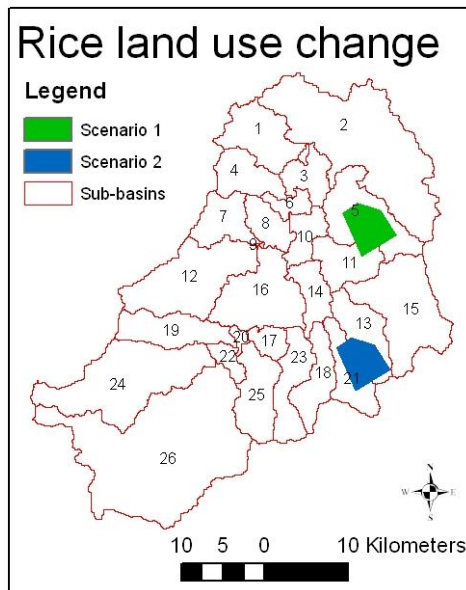 Rice land use change
Legend
Scenario 1
Scenario 2
Sub-basins
1
2
3
4
5
6
7
8
9
10
11
12
16
14
15
13
19
20
17
22
23
18
21
24
25
26
N
W E
S
10 5 0 10 Kilometers